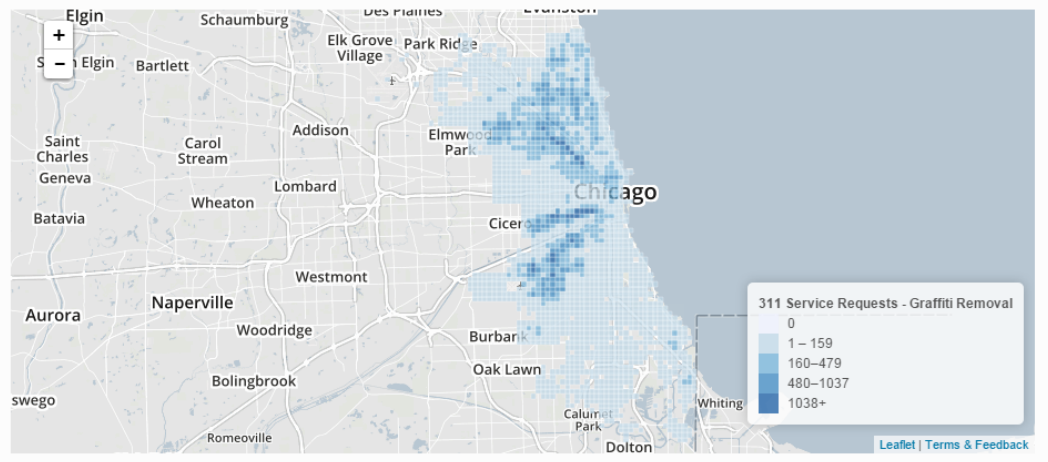 Elgin
Schaumburg
Des Plaines
Evanston
+
Elk Grove
Village
Park Ridge
−
Elgin
Bartlett
Addison
Elmwood
Park
Saint
Charles
Carol
Stream
Geneva
Lombard
Chicago
Wheaton
Batavia
Cicero
Westmont
Naperville
Aurora
311 Service Requests - Graffiti Removal
0
1 – 159
160–479
480–1037
1038+
Woodridge
Burbank
Oak Lawn
Bolingbrook
swego
Calumet
Park
Whiting
Romeoville
Dolton
Leaflet | Terms & Feedback